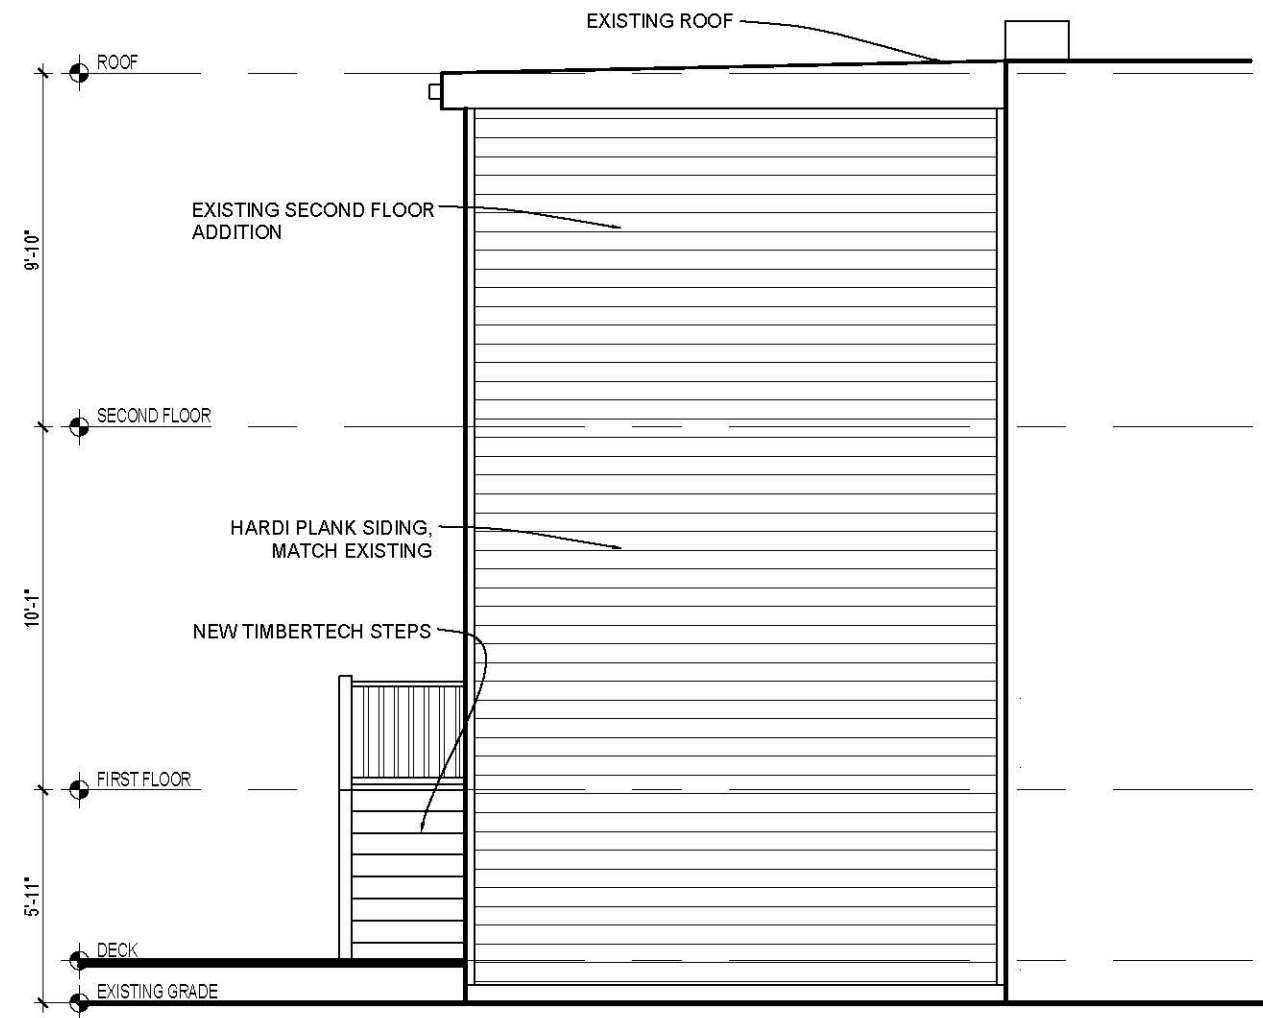 EXISTING ROOF
ROOF
EXISTING SECOND FLOOR
ADDITION
9'-10"
SECOND FLOOR
HARDI PLANK SIDING,
MATCH EXISTING
10'-1"
NEW TIMBERTECH STEPS
FIRST FLOOR
5'-11"
DECK
EXISTING GRADE